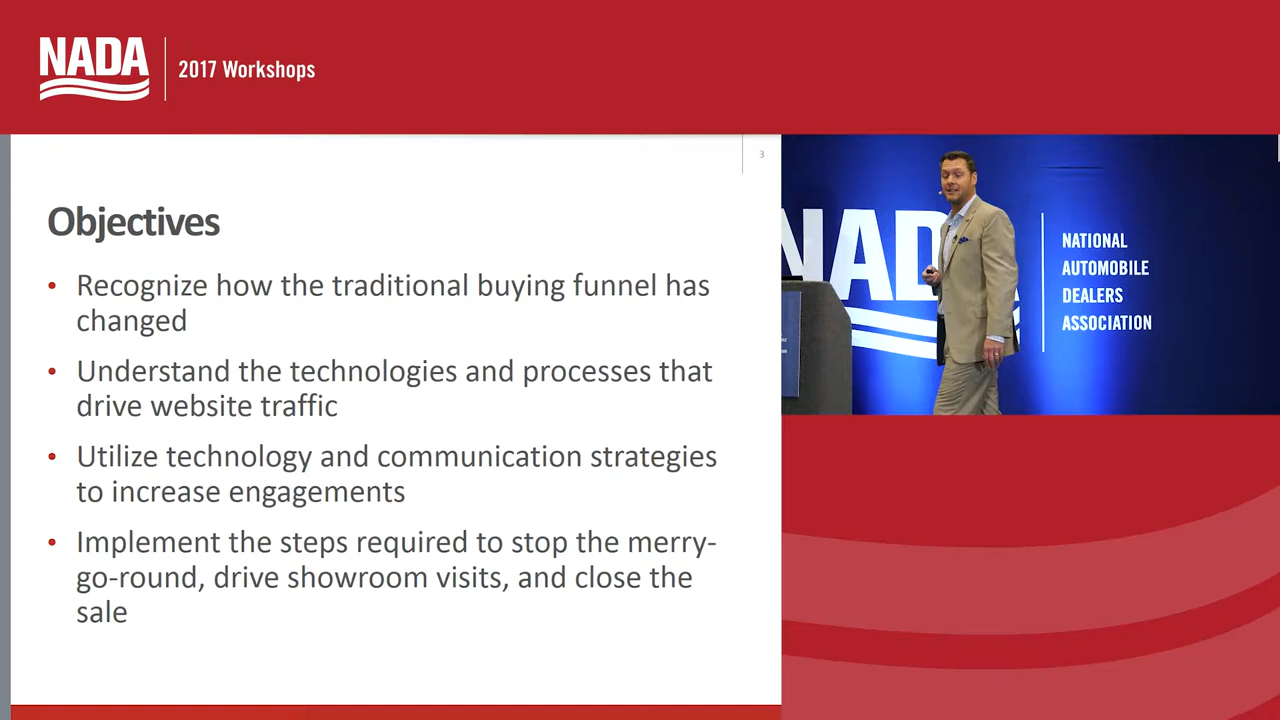 NADA
2017 Workshops
3
Objectives
• Recognize how the traditional buying funnel has
changed
• Understand the technologies and processes that
drive website traffic
• Utilize technology and communication strategies
to increase engagements
• Implement the steps required to stop the merry-
go-round, drive showroom visits, and close the
sale
NADA
NATIONAL
AUTOMOBILE
DEALERS
ASSOCIATION